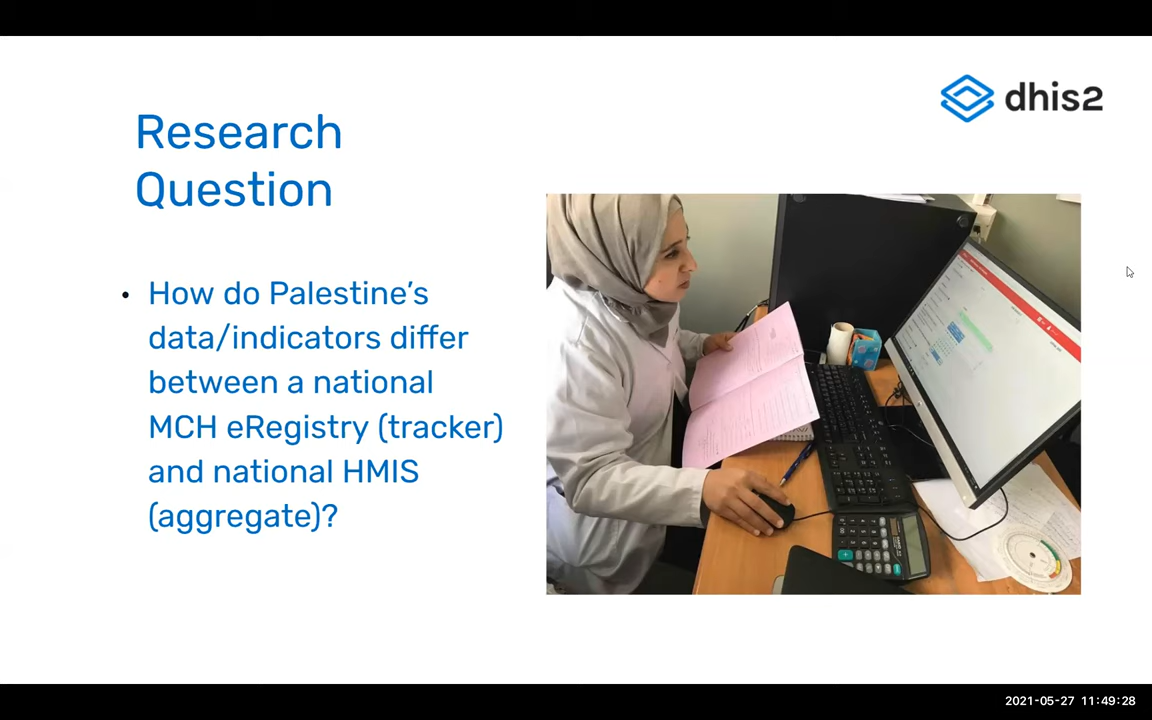 dhis2
Research
Question
• How do Palestine's
data/indicators differ
between a national
MCH eRegistry (tracker)
and national HMIS
(aggregate)?
2021-05-27 11:49:28